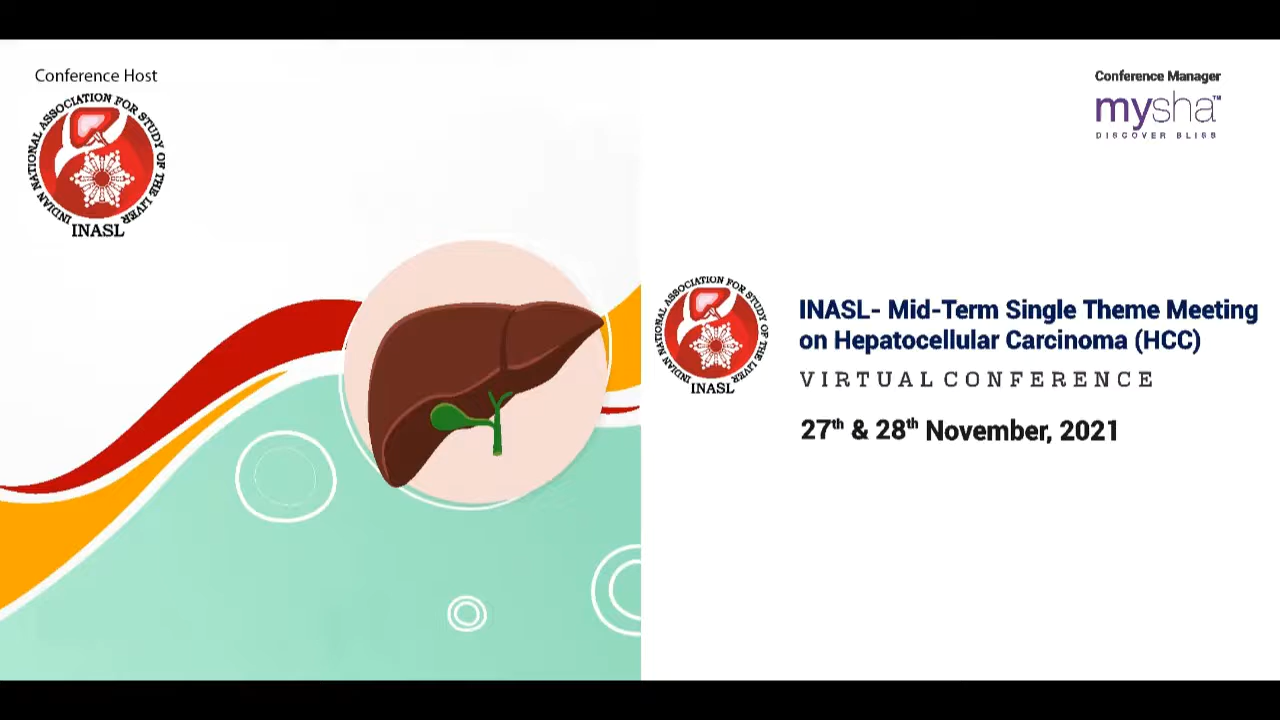 Conference Host
INDIAN NATIONAL ASSOCIATION FOR STUDY OF THE LIVER
INASL
Conference Manager
mysha™
DISCOVER BLISS
INDIAN NATIONAL ASSOCIATION FOR STUDY OF THE LIVER
INASL
INASL- Mid-Term Single Theme Meeting
on Hepatocellular Carcinoma (HCC)
VIRTUAL CONFERENCE
27th & 28th November, 2021